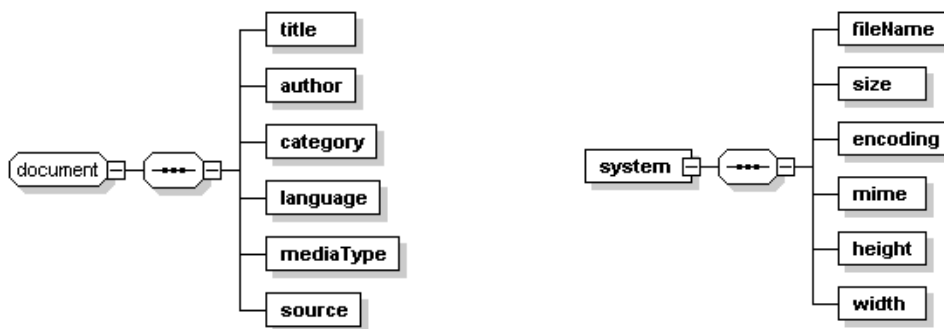 document
title
author
category
language
mediaType
source
system
fileName
size
encoding
mime
height
width